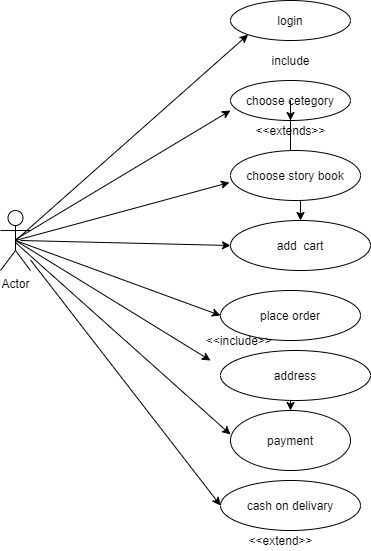 login
include
choose cetegory
<<extends>>
choose story book
add cart
Actor
place order
<<include>>
address
payment
cash on delivary
<<extend>>